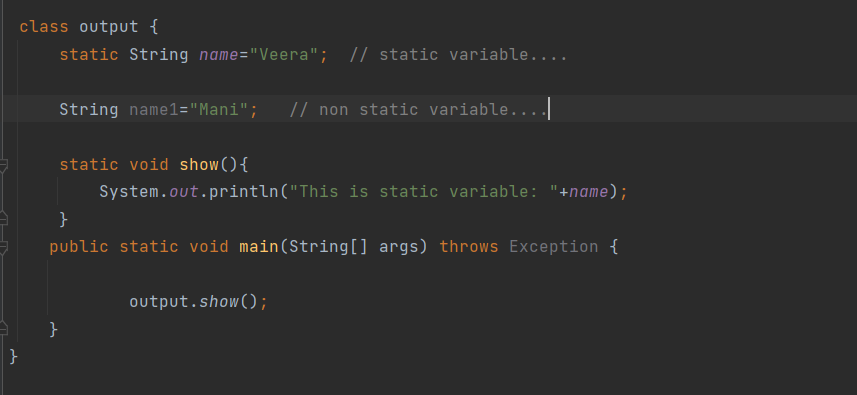 class output {
static String name="Veera";  // static variable....
String name1="Mani";   // non static variable....
static void show(){
System.out.println("This is static variable: "+name);
}
public static void main(String[] args) throws Exception {
output.show();
}
}